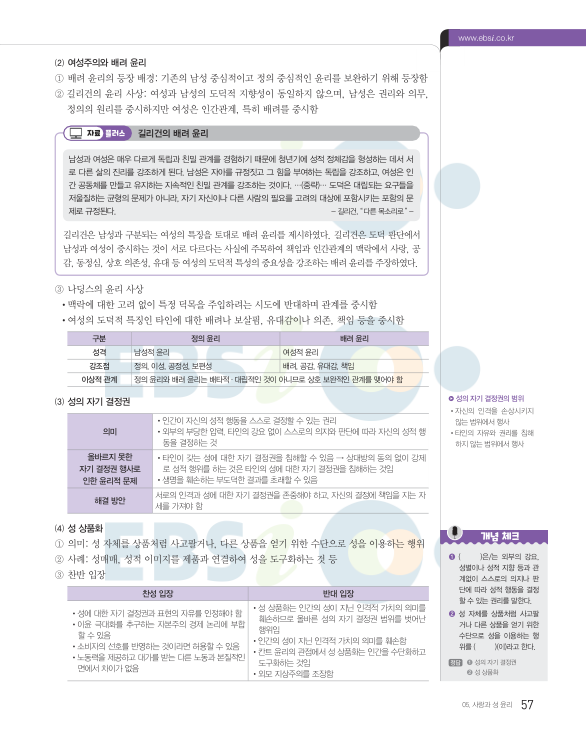 www.ebsi.co.kr
(2) 여성주의와 배려 윤리
① 배려 윤리의 등장 배경: 기존의 남성 중심적이고 정의 중심적인 윤리를 보완하기 위해 등장함
② 길리건의 윤리 사상: 여성과 남성의 도덕적 지향성이 동일하지 않으며, 남성은 권리와 의무,
정의의 원리를 중시하지만 여성은 인간관계, 특히 배려를 중시함
자료 플러스 길리건의 배려 윤리
남성과 여성은 매우 다르게 독립과 친밀 관계를 경험하기 때문에 청년기에 성적 정체감을 형성하는 데서 서
로 다른 삶의 진리를 강조하게 된다. 남성은 자아를 규정짓고 그 힘을 부여하는 독립을 강조하고, 여성은 인
간 공동체를 만들고 유지하는 지속적인 친밀 관계를 강조하는 것이다. …(중략)… 도덕은 대립되는 요구들을
저울질하는 균형의 문제가 아니라, 자기 자신이나 다른 사람의 필요를 고려의 대상에 포함시키는 포함의 문
제로 규정된다.
– 길리건, “다른 목소리로” –
길리건은 남성과 구분되는 여성의 특징을 토대로 배려 윤리를 제시하였다. 길리건은 도덕 판단에서
남성과 여성이 중시하는 것이 서로 다르다는 사실에 주목하여 책임과 인간관계의 맥락에서 사랑, 공
감, 동정심, 상호 의존성, 유대 등 여성의 도덕적 특성의 중요성을 강조하는 배려 윤리를 주장하였다.
③ 나딩스의 윤리 사상
• 맥락에 대한 고려 없이 특정 덕목을 주입하려는 시도에 반대하며 관계를 중시함
• 여성의 도덕적 특징인 타인에 대한 배려나 보살핌, 유대감이나 의존, 책임 등을 중시함
구분 정의 윤리 배려 윤리
성격 남성적 윤리 여성적 윤리
강조점 정의, 이성, 공정성, 보편성 배려, 공감, 유대감, 책임
이상적 관계 정의 윤리와 배려 윤리는 배타적·대립적인 것이 아니므로 상호 보완적인 관계를 맺어야 함
(3) 성의 자기 결정권
의미
• 인간이 자신의 성적 행동을 스스로 결정할 수 있는 권리
• 외부의 부당한 압력, 타인의 강요 없이 스스로의 의지와 판단에 따라 자신의 성적 행
동을 결정하는 것
올바르지 못한
자기 결정권 행사로
인한 윤리적 문제
• 타인이 갖는 성에 대한 자기 결정권을 침해할 수 있음 → 상대방의 동의 없이 강제
로 성적 행위를 하는 것은 타인의 성에 대한 자기 결정권을 침해하는 것임
• 생명을 훼손하는 부도덕한 결과를 초래할 수 있음
해결 방안
서로의 인격과 성에 대한 자기 결정권을 존중해야 하고, 자신의 결정에 책임을 지는 자
세를 가져야 함
(4) 성 상품화
① 의미: 성 자체를 상품처럼 사고팔거나, 다른 상품을 얻기 위한 수단으로 성을 이용하는 행위
② 사례: 성매매, 성적 이미지를 제품과 연결하여 성을 도구화하는 것 등
③ 찬반 입장
찬성 입장
• 성에 대한 자기 결정권과 표현의 자유를 인정해야 함
• 이윤 극대화를 추구하는 자본주의 경제 논리에 부합
할 수 있음
• 소비자의 선호를 반영하는 것이라면 허용할 수 있음
• 노동력을 제공하고 대가를 받는 다른 노동과 본질적인
면에서 차이가 없음
반대 입장
• 성 상품화는 인간의 성이 지닌 인격적 가치의 의미를
훼손하므로 올바른 성의 자기 결정권 범위를 벗어난
행위임
• 인간의 성이 지닌 인격적 가치의 의미를 훼손함
• 칸트 윤리의 관점에서 성 상품화는 인간을 수단화하고
도구화하는 것임
• 외모 지상주의를 조장함
성의 자기 결정권의 범위
• 자신의 인격을 손상시키지
않는 범위에서 행사
• 타인의 자유와 권리를 침해
하지 않는 범위에서 행사
개념 체크
❶ ( )은/는 외부의 강요,
성별이나 성적 지향 등과 관
계없이 스스로의 의지나 판
단에 따라 성적 행동을 결정
할 수 있는 권리를 말한다.
❷ 성 자체를 상품처럼 사고팔
거나 다른 상품을 얻기 위한
수단으로 성을 이용하는 행
위를 ( )(이)라고 한다.
정답 ❶ 성의 자기 결정권
❷ 성 상품화
05. 사랑과 성 윤리 57
EBSi
EBSi